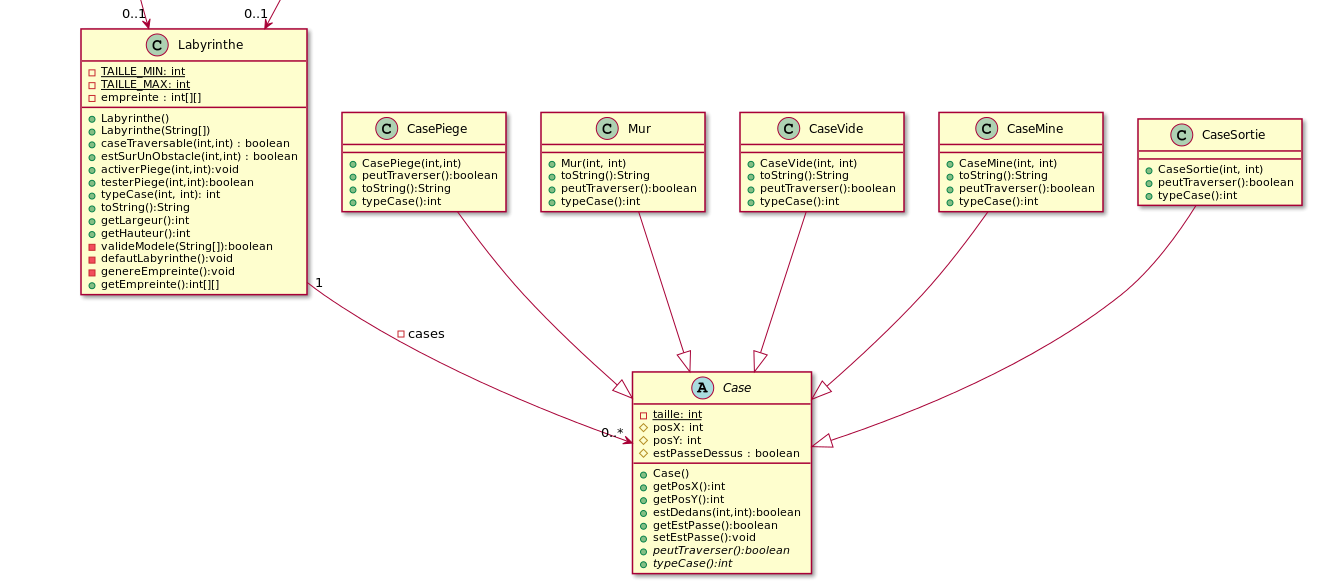 0..1
0..1
C Labyrinthe
TAILLE_MIN: int
TAILLE_MAX: int
empreinte : int[][]
Labyrinthe()
Labyrinthe(String[])
caseTraversable(int,int) : boolean
estSurUnObstacle(int,int) : boolean
activerPiege(int,int):void
testerPiege(int,int):boolean
typeCase(int, int): int
toString():String
getLargeur():int
getHauteur():int
valideModele(String[]):boolean
defautLabyrinthe():void
genereEmpreinte():void
getEmpreinte():int[][]
C CasePiege
CasePiege(int,int)
peutTraverser():boolean
toString():String
typeCase():int
C Mur
Mur(int, int)
toString():String
peutTraverser():boolean
typeCase():int
C CaseVide
CaseVide(int, int)
toString():String
peutTraverser():boolean
typeCase():int
C CaseMine
CaseMine(int, int)
toString():String
peutTraverser():boolean
typeCase():int
C CaseSortie
CaseSortie(int, int)
peutTraverser():boolean
typeCase():int
1
cases
0..*
A Case
taille: int
posX: int
posY: int
estPasseDessus : boolean
Case()
getPosX():int
getPosY():int
estDedans(int,int):boolean
getEstPasse():boolean
setEstPasse():void
peutTraverser():boolean
typeCase():int